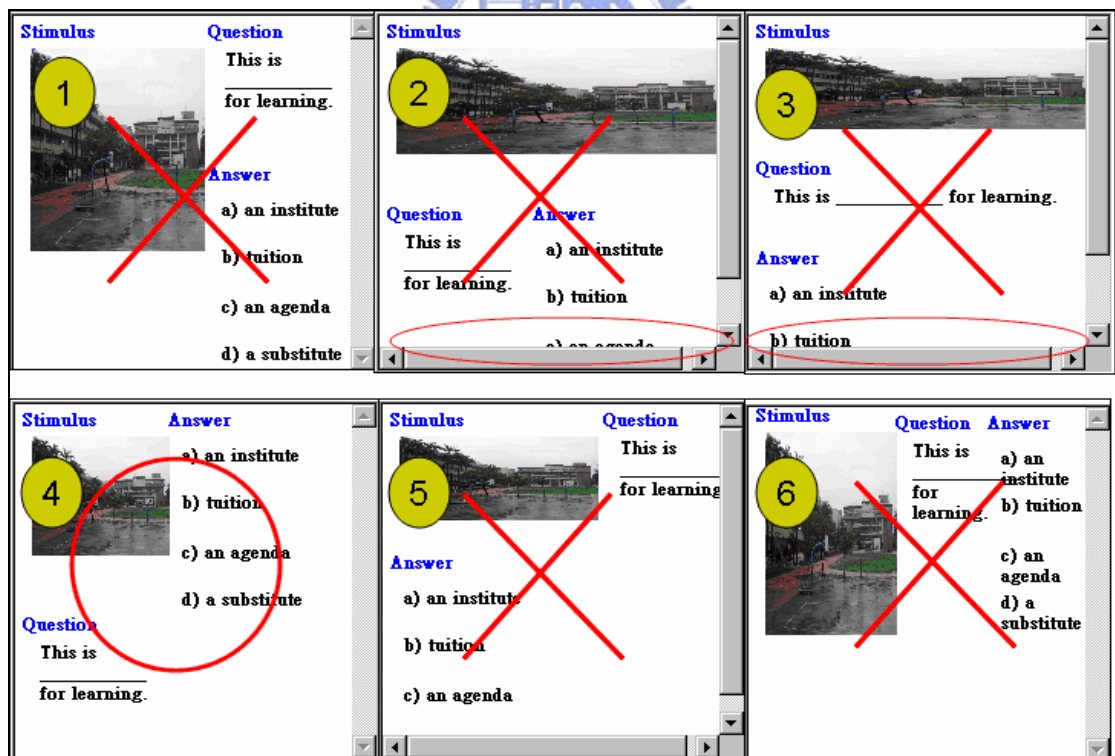 Stimulus
Question
1
This is
for learning.
Answer
a) an institute
b) tuition
c) an agenda
d) a substitute
Stimulus
2
Question
This is
for learning.
Answer
a) an institute
b) tuition
c) an agenda
Stimulus
3
Question
This is ____________ for learning.
Answer
a) an institute
b) tuition
Stimulus
4
Answer
a) an institute
b) tuition
c) an agenda
d) a substitute
Question
This is
for learning.
Stimulus
5
Question
This is
for learning
Answer
a) an institute
b) tuition
c) an agenda
Stimulus
6
Question
This is
for
learning.
Answer
a) an
institute
b) tuition
c) an
agenda
d) a
substitute